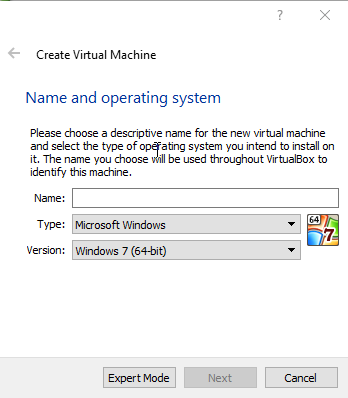 ?
Create Virtual Machine
Name and operating system
Please choose a descriptive name for the new virtual machine
and select the type of operating system you intend to install on
it. The name you choose will be used throughout VirtualBox to
identify this machine.
Name:
Type: Microsoft Windows
64
7
Version: Windows 7 (64-bit)
Expert Mode Next Cancel